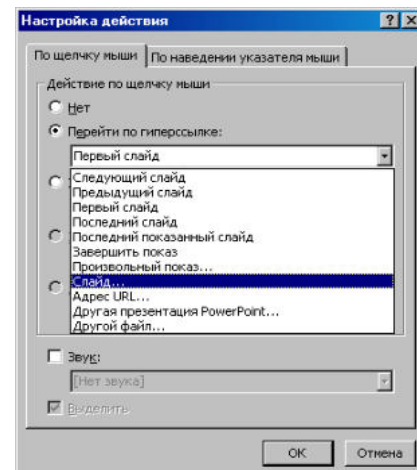 Настройка действия
По щелчку мыши По наведении указателя мыши
Действие по щелчку мыши
Нет
Перейти по гиперссылке:
Первый слайд
Следующий слайд
Предыдущий слайд
Первый слайд
Последний слайд
Последний показанный слайд
Завершить показ
Произвольный показ...
Слайд...
Адрес URL...
Другая презентация PowerPoint...
Другой файл...
Звук:
[Нет звука]
Выделить
OK Отмена